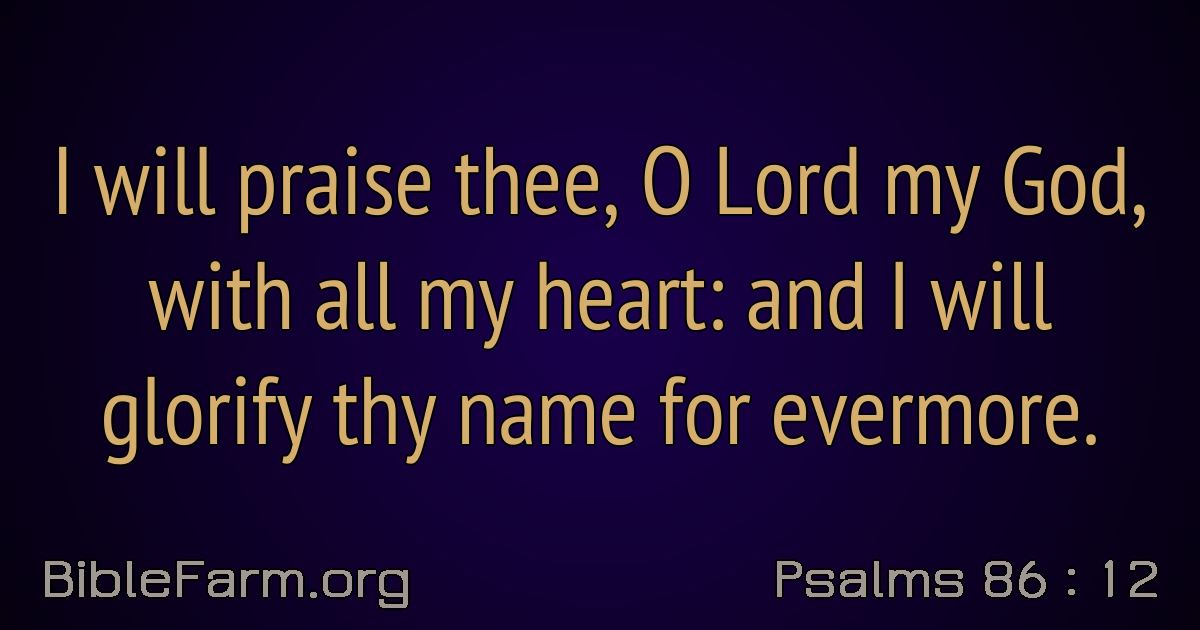 I will praise thee, O Lord my God,
with all my heart: and I will
glorify thy name for evermore.
BibleFarm.org
Psalms 86 : 12